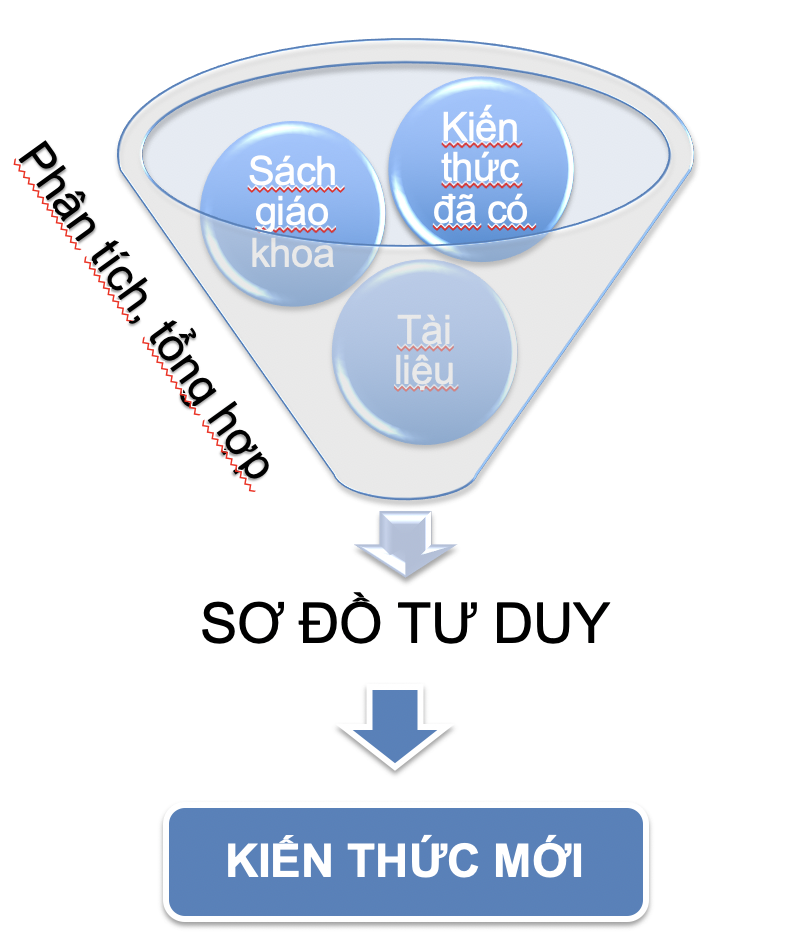 Kiến
thức
đã có
Sách
giáo
khoa
Tài
liệu
Phân tích, tổng hợp
SƠ ĐỒ TƯ DUY
KIẾN THỨC MỚI